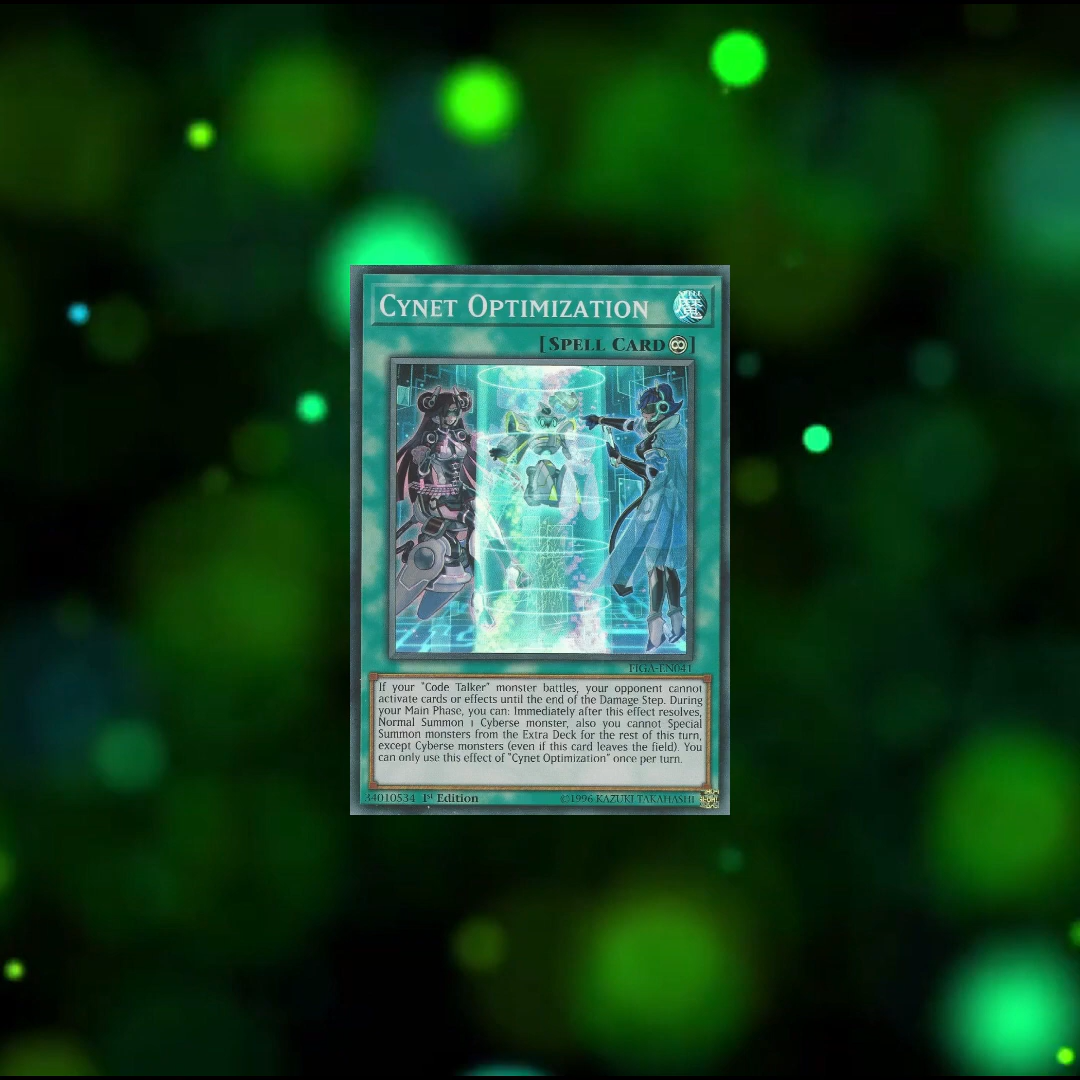 CYNET OPTIMIZATION
SPELL
魔
[SPELL CARD]
FIGA-EN041
If your "Code Talker" monster battles, your opponent cannot
activate cards or effects until the end of the Damage Step. During
your Main Phase, you can: Immediately after this effect resolves,
Normal Summon 1 Cyberse monster, also you cannot Special
Summon monsters from the Extra Deck for the rest of this turn,
except Cyberse monsters (even if this card leaves the field). You
can only use this effect of "Cynet Optimization" once per turn.
34010534 1st Edition ©1996 KAZUKI TAKAHASHI